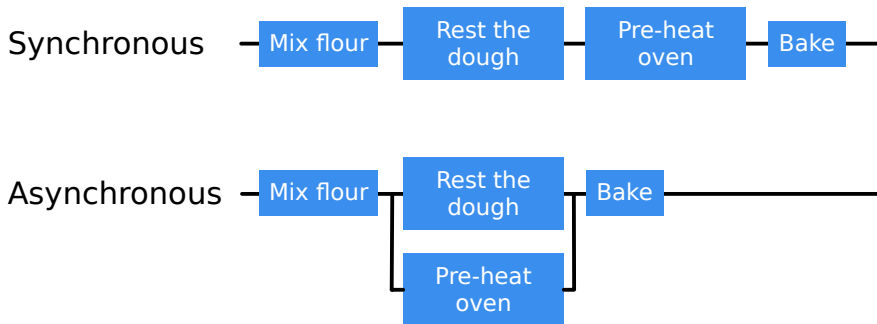 Synchronous
Mix flour
Rest the
dough
Pre-heat
oven
Bake
Asynchronous
Mix flour
Rest the
dough
Bake
Pre-heat
oven